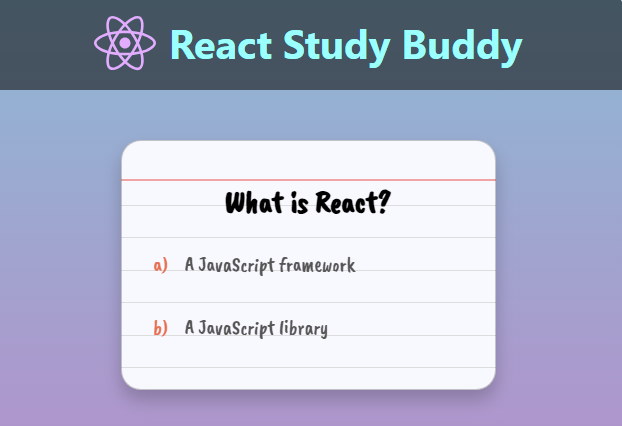 React Study Buddy
What is React?
a) A JavaScript framework
b) A JavaScript library